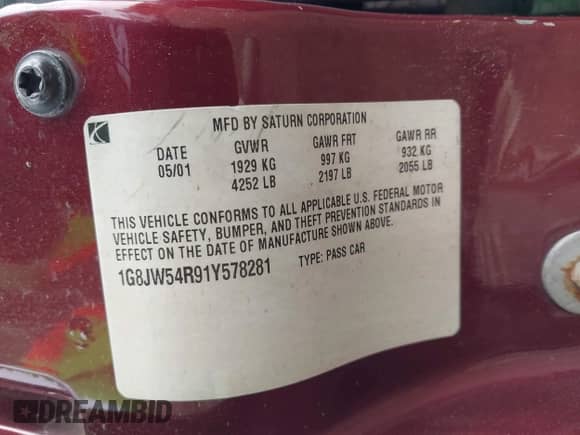 MFD BY SATURN CORPORATION
DATE GVWR GAWR FRT GAWR RR
05/01 1929 KG 997 KG 932 KG
4252 LB 2197 LB 2055 LB
THIS VEHICLE CONFORMS TO ALL APPLICABLE U.S. FEDERAL MOTOR
VEHICLE SAFETY, BUMPER, AND THEFT PREVENTION STANDARDS IN
EFFECT ON THE DATE OF MANUFACTURE SHOWN ABOVE.
1G8JW54R91Y578281 TYPE: PASS CAR
DREAMBID